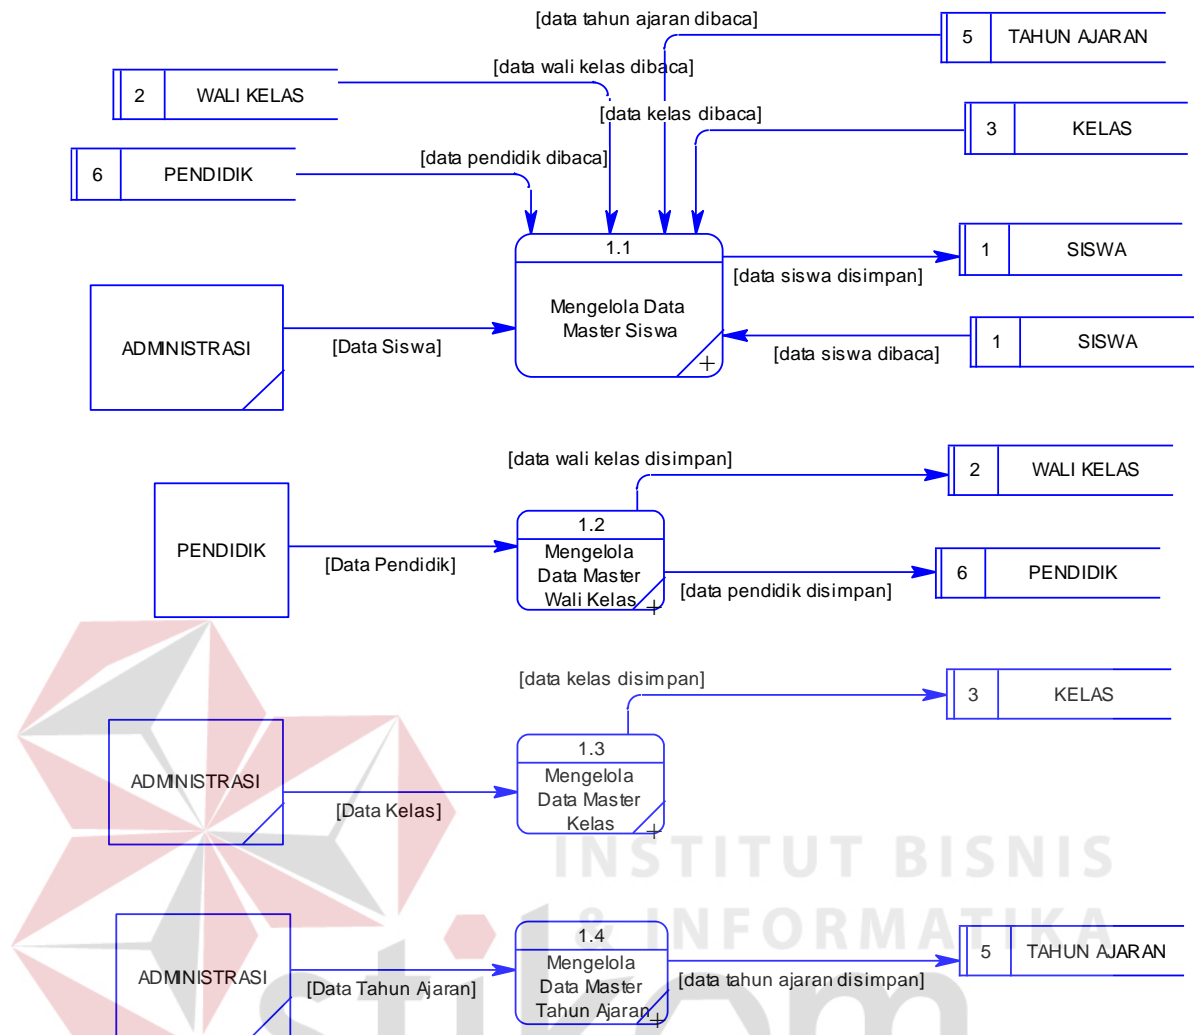 [data tahun ajaran dibaca]
5 TAHUN AJARAN
[data wali kelas dibaca]
2 WALI KELAS
[data kelas dibaca]
3 KELAS
[data pendidik dibaca]
6 PENDIDIK
1.1
Mengelola Data
Master Siswa
1 SISWA
[data siswa disimpan]
ADMINISTRASI
[Data Siswa]
1 SISWA
[data siswa dibaca]
[data wali kelas disimpan]
2 WALI KELAS
PENDIDIK
[Data Pendidik]
1.2
Mengelola
Data Master
Wali Kelas
6 PENDIDIK
[data pendidik disimpan]
[data kelas disimpan]
3 KELAS
ADMINISTRASI
[Data Kelas]
1.3
Mengelola
Data Master
Kelas
INSTITUT BISNIS
& INFORMATIKA
ADMINISTRASI
[Data Tahun Ajaran]
1.4
Mengelola
Data Master
Tahun Ajaran
[data tahun ajaran disimpan]
5 TAHUN AJARAN
stikom